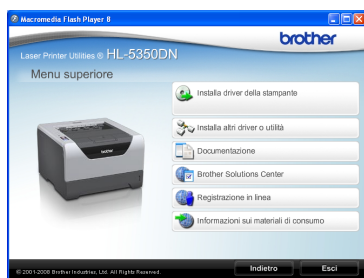 Macromedia Flash Player 8
brother
Laser Printer Utilities ® HL-5350DN
Menu superiore
Installa driver della stampante
Installa altri driver o utilità
Documentazione
Brother Solutions Center
Registrazione in linea
Informazioni sui materiali di consumo
© 2001-2008 Brother Industries, Ltd. All Rights Reserved.
Indietro
Esci